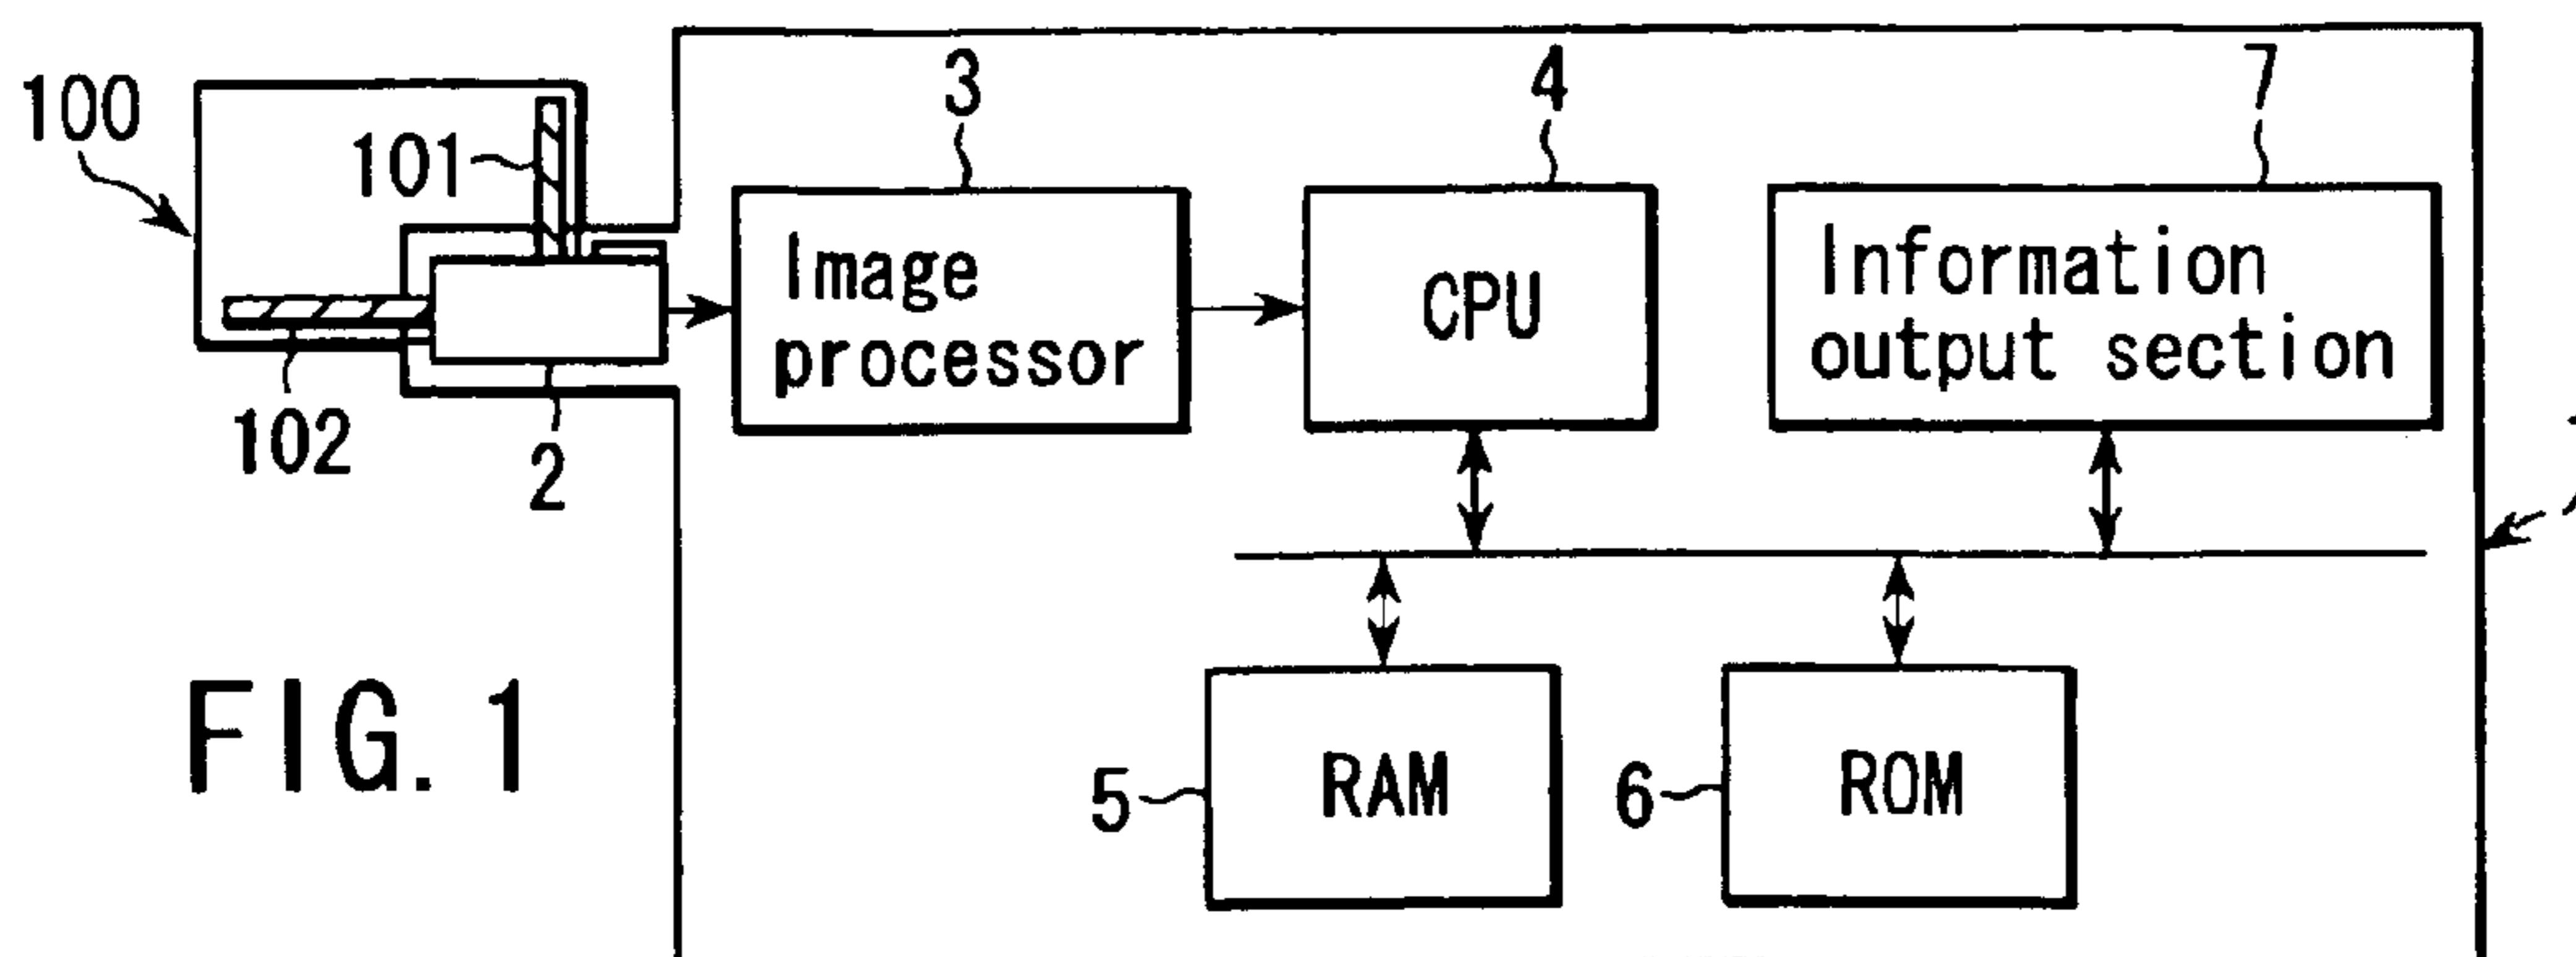 100
101
102
2
3
Image
processor
4
CPU
7
Information
output section
5
RAM
6
ROM
FIG. 1